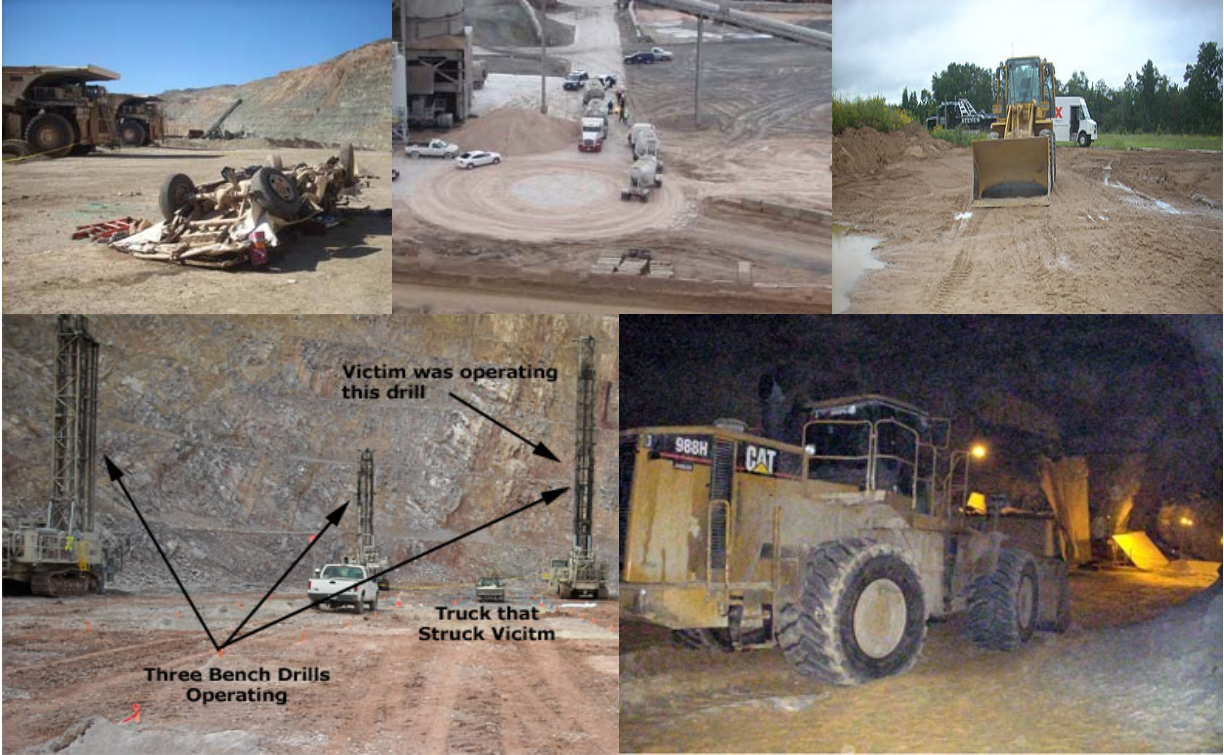 Victim was operating
this drill
988H
CAT
Truck that
Struck Vicitm
Three Bench Drills
Operating